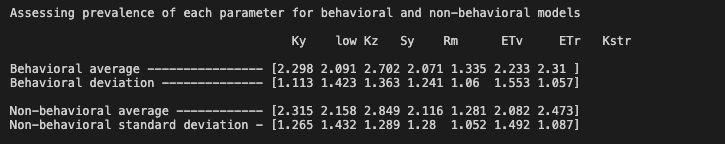 Assessing prevalence of each parameter for behavioral and non-behavioral models
Ky low Kz Sy Rm ETv ETr Kstr
Behavioral average ---------------- [2.298 2.091 2.702 2.071 1.335 2.233 2.31 ]
Behavioral deviation -------------- [1.113 1.423 1.363 1.241 1.06 1.553 1.057]
Non-behavioral average ------------ [2.315 2.158 2.849 2.116 1.281 2.082 2.473]
Non-behavioral standard deviation - [1.265 1.432 1.289 1.28 1.052 1.492 1.087]